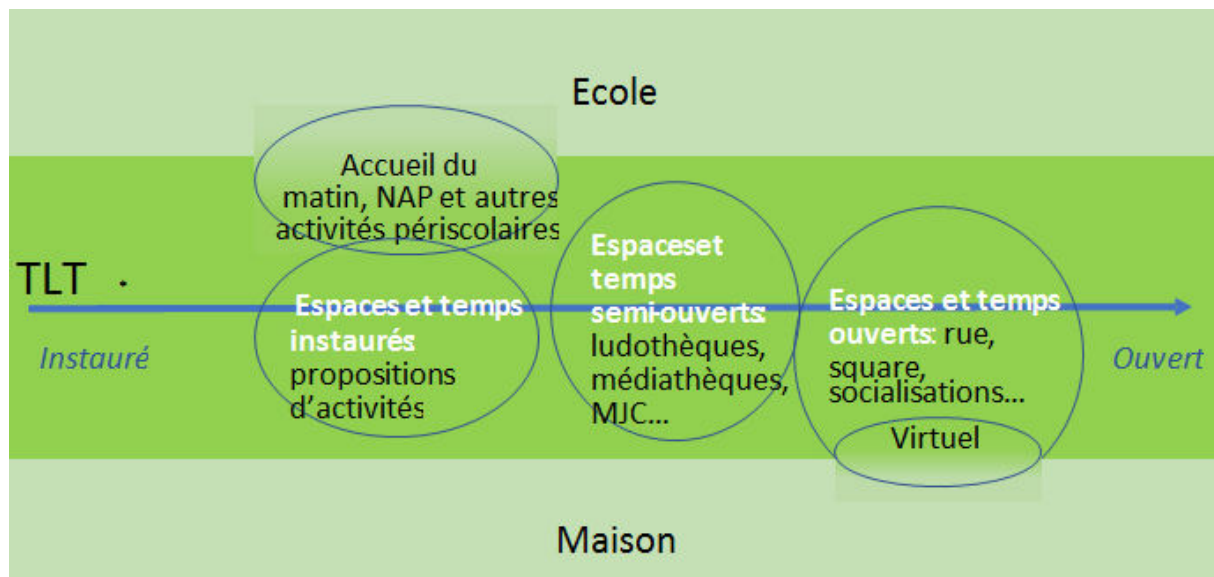 Ecole
Accueil du
matin, NAP et autres
activités périscolaires
TLT .
Instauré
Espaces et temps
instaurés:
propositions
d’activités
Espaceset
temps
semi-ouverts:
ludothèques,
médiathèques,
MJC...
Espaces et temps
ouverts: rue,
square,
socialisations...
Virtuel
Ouvert
Maison